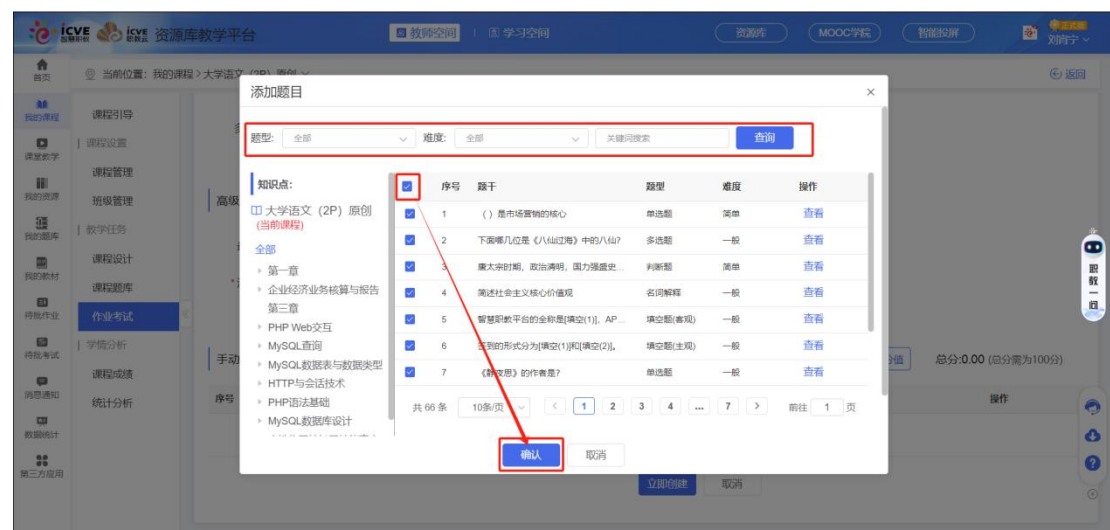 icve 智慧职教 icve 职教云 资源库教学平台
教师空间
学习空间
资源库
MOOC学院
智能投屏
正式版
首页
当前位置：我的课程 > 大学语文（2P）原创
返回
我的课程
课堂教学
我的资源
我的题库
我的教材
待批作业
待批考试
消息通知
数据统计
第三方应用
课程引导
课程设置
课程管理
班级管理
教学任务
课程设计
课程题库
作业考试
学情分析
课程成绩
统计分析
高级
手动
序号
添加题目
×
题型: 全部 难度: 全部 关键词搜索 查询
知识点:
大学语文（2P）原创
(当前课程)
全部
第一章
企业经济业务核算与报告
第三章
PHP Web交互
MySQL查询
MySQL数据表与数据类型
HTTP与会话技术
PHP语法基础
MySQL数据库设计
序号 题干 题型 难度 操作
1 （ ）是市场营销的核心 单选题 简单 查看
2 下面哪几位是《八仙过海》中的八仙? 多选题 一般 查看
3 唐太宗时期，政治清明，国力强盛史... 判断题 简单 查看
4 简述社会主义核心价值观 名词解释 一般 查看
5 智慧职教平台的全称是[填空(1)]，AP... 填空题(客观) 一般 查看
6 签到的形式分为[填空(1)]和[填空(2)]。 填空题(主观) 一般 查看
7 《静夜思》的作者是? 单选题 一般 查看
共 66 条 10条/页 < 1 2 3 4 ... 7 > 前往 1 页
确认 取消
总分:0.00 (总分需为100分)
操作
立即创建 取消
职教一问